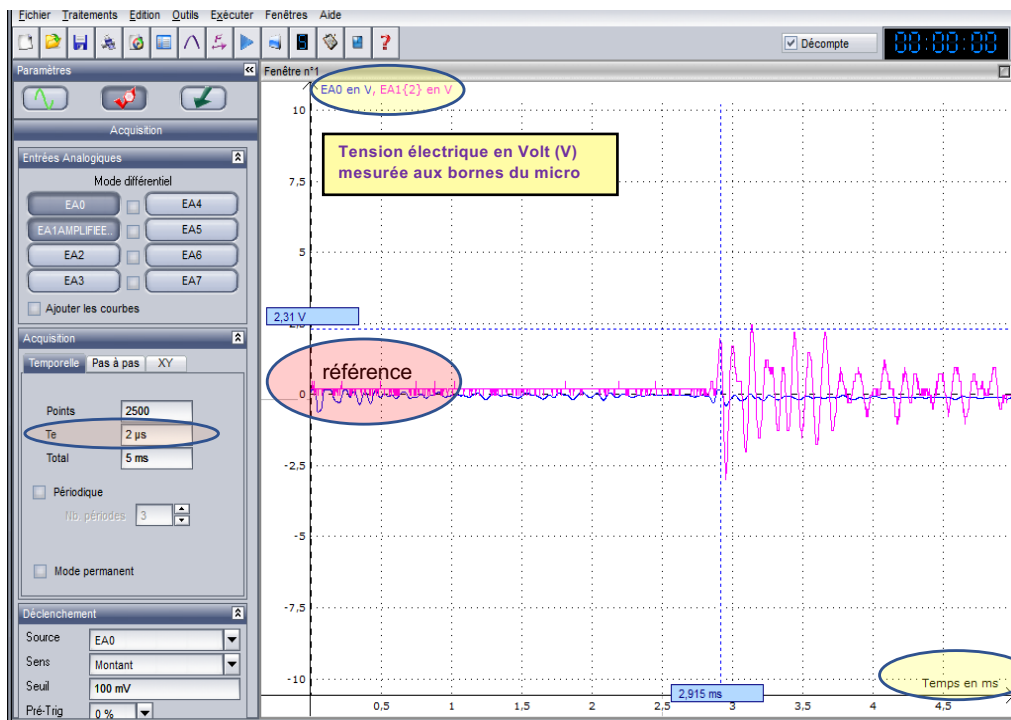 Fichier Traitements Edition Outils Exécuter Fenêtres Aide
Décompte
00:00:00
Paramètres
Fenêtre n°1
Acquisition
Entrées Analogiques
Mode différentiel
EA0 EA4
EA1AMPLIFIEE.. EA5
EA2 EA6
EA3 EA7
Ajouter les courbes
Acquisition
Temporelle Pas à pas XY
Points 2500
Te 2 µs
Total 5 ms
Périodique
Nb. périodes 3
Mode permanent
Déclenchement
Source EA0
Sens Montant
Seuil 100 mV
Pré-Trig 0 %
EA0 en V, EA1{2} en V
Tension électrique en Volt (V)
mesurée aux bornes du micro
10
7,5
5
2,31 V
2,5
référence
0
-2,5
-5
-7,5
-10
Temps en ms
2,915 ms
0,5 1 1,5 2 2,5 3 3,5 4 4,5